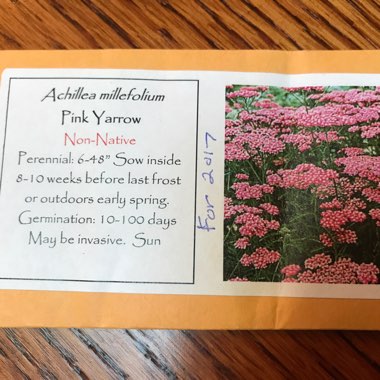 Achillea millefolium
Pink Yarrow
Non-Native
Perennial: 6-48" Sow inside
8-10 weeks before last frost
or outdoors early spring.
Germination: 10-100 days
May be invasive. Sun
For 2017